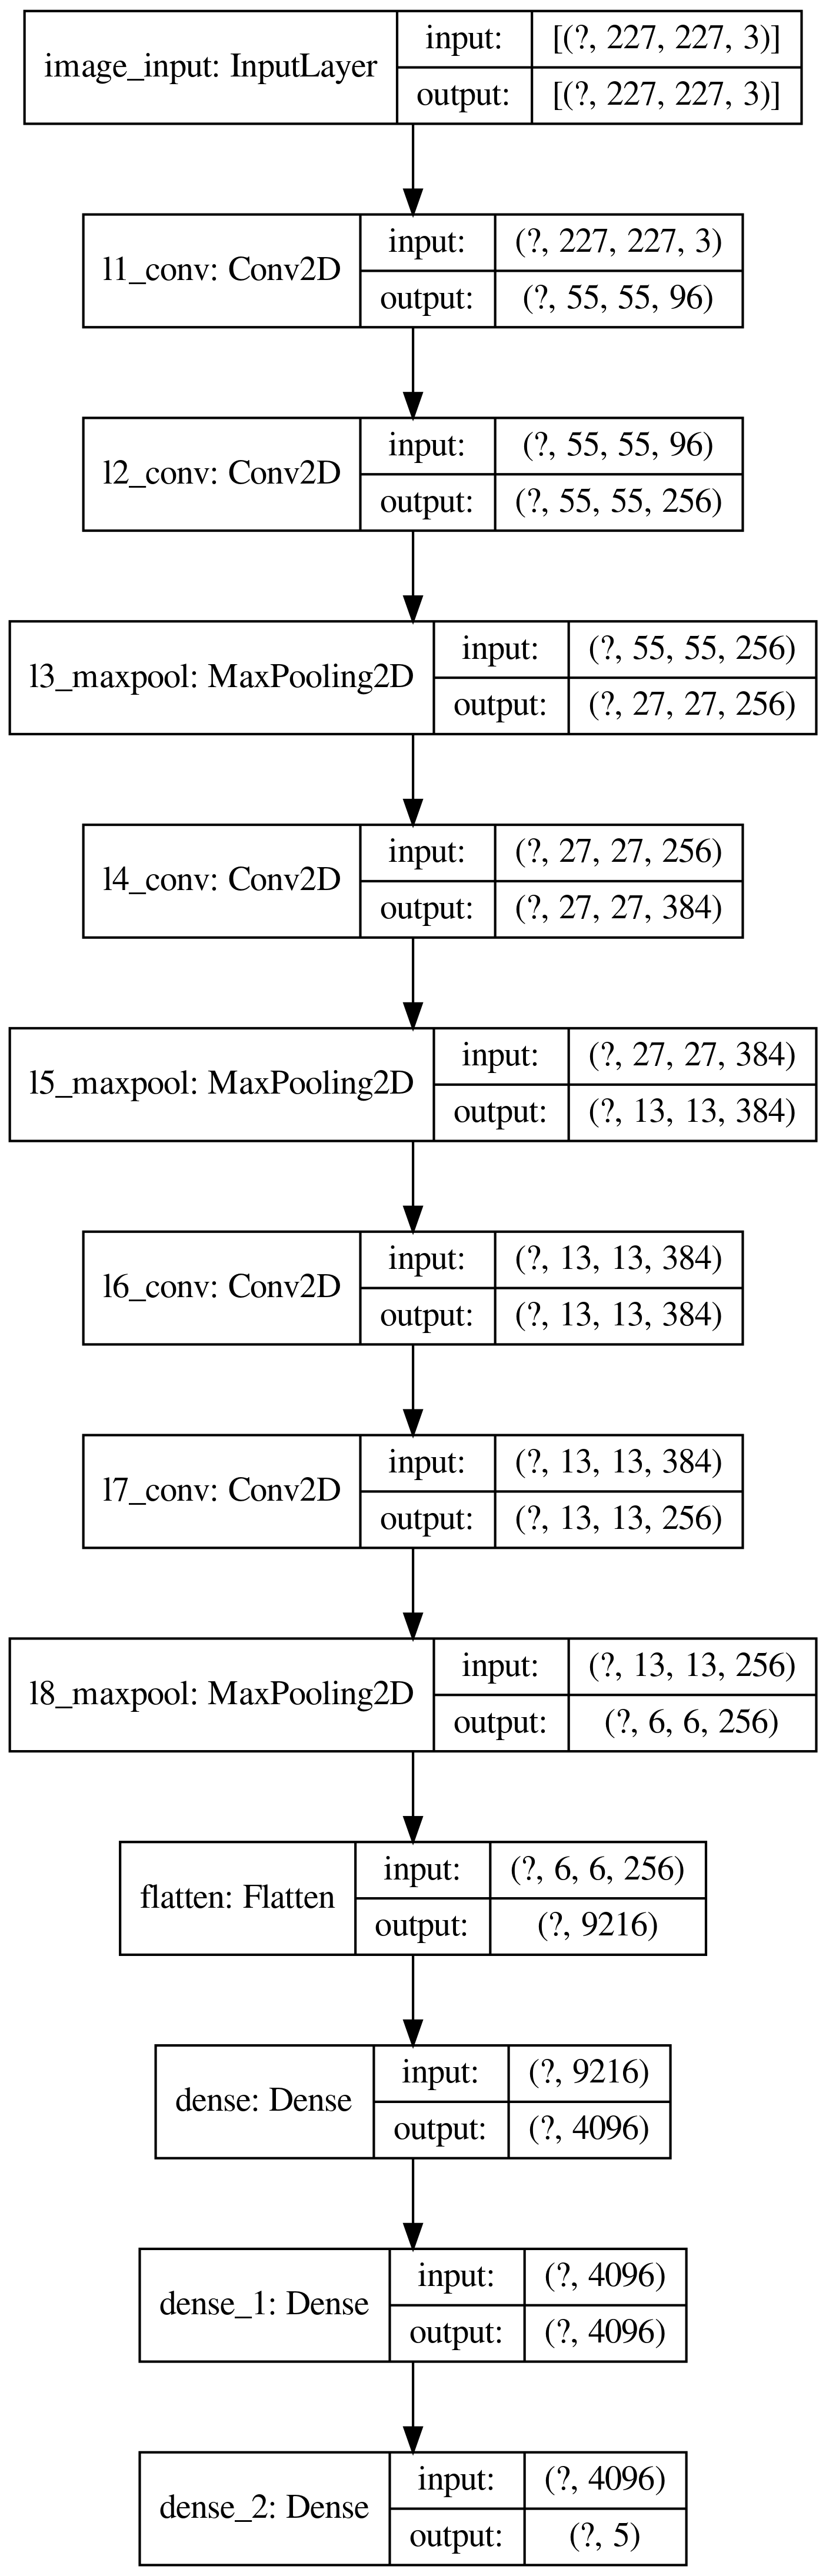 image_input: InputLayer
input: [(?, 227, 227, 3)]
output: [(?, 227, 227, 3)]
l1_conv: Conv2D
input: (?, 227, 227, 3)
output: (?, 55, 55, 96)
l2_conv: Conv2D
input: (?, 55, 55, 96)
output: (?, 55, 55, 256)
l3_maxpool: MaxPooling2D
input: (?, 55, 55, 256)
output: (?, 27, 27, 256)
l4_conv: Conv2D
input: (?, 27, 27, 256)
output: (?, 27, 27, 384)
l5_maxpool: MaxPooling2D
input: (?, 27, 27, 384)
output: (?, 13, 13, 384)
l6_conv: Conv2D
input: (?, 13, 13, 384)
output: (?, 13, 13, 384)
l7_conv: Conv2D
input: (?, 13, 13, 384)
output: (?, 13, 13, 256)
l8_maxpool: MaxPooling2D
input: (?, 13, 13, 256)
output: (?, 6, 6, 256)
flatten: Flatten
input: (?, 6, 6, 256)
output: (?, 9216)
dense: Dense
input: (?, 9216)
output: (?, 4096)
dense_1: Dense
input: (?, 4096)
output: (?, 4096)
dense_2: Dense
input: (?, 4096)
output: (?, 5)